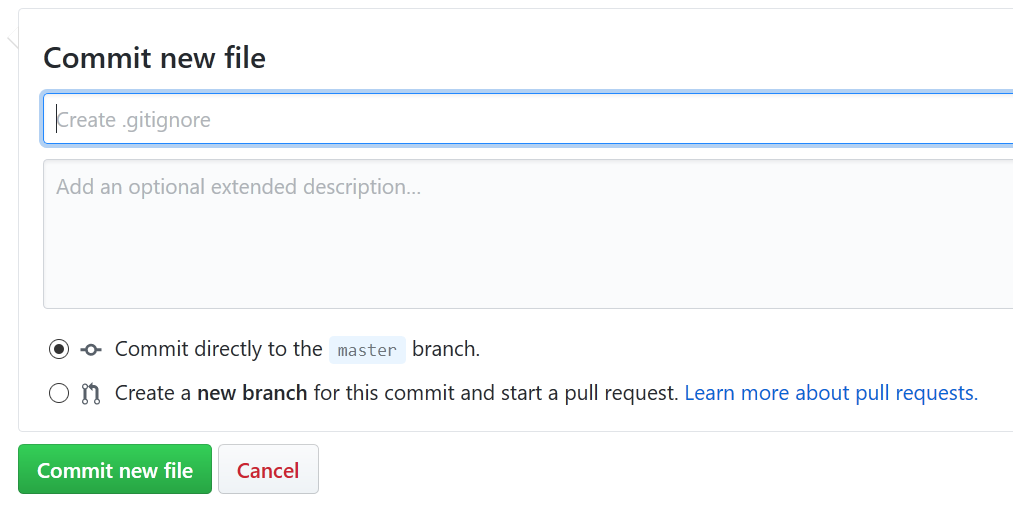 Commit new file
Create .gitignore
Add an optional extended description...
Commit directly to the master branch.
Create a new branch for this commit and start a pull request. Learn more about pull requests.
Commit new file Cancel